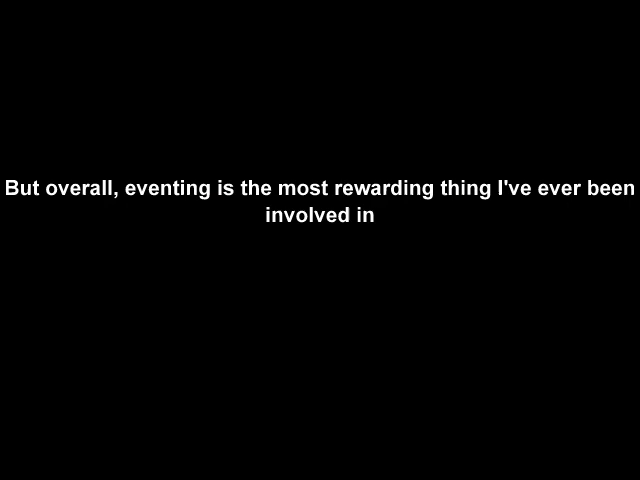 But overall, eventing is the most rewarding thing I've ever been
involved in